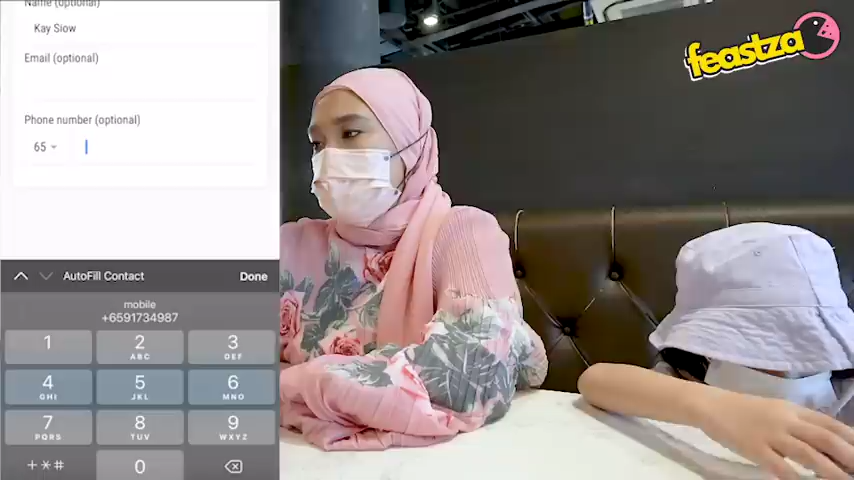 Name (optional)
Kay Siow
Email (optional)
Phone number (optional)
65
AutoFill Contact
Done
mobile
+6591734987
1
2
ABC
3
DEF
4
GHI
5
JKL
6
MNO
7
PQRS
8
TUV
9
WXYZ
+*#
0
feastza